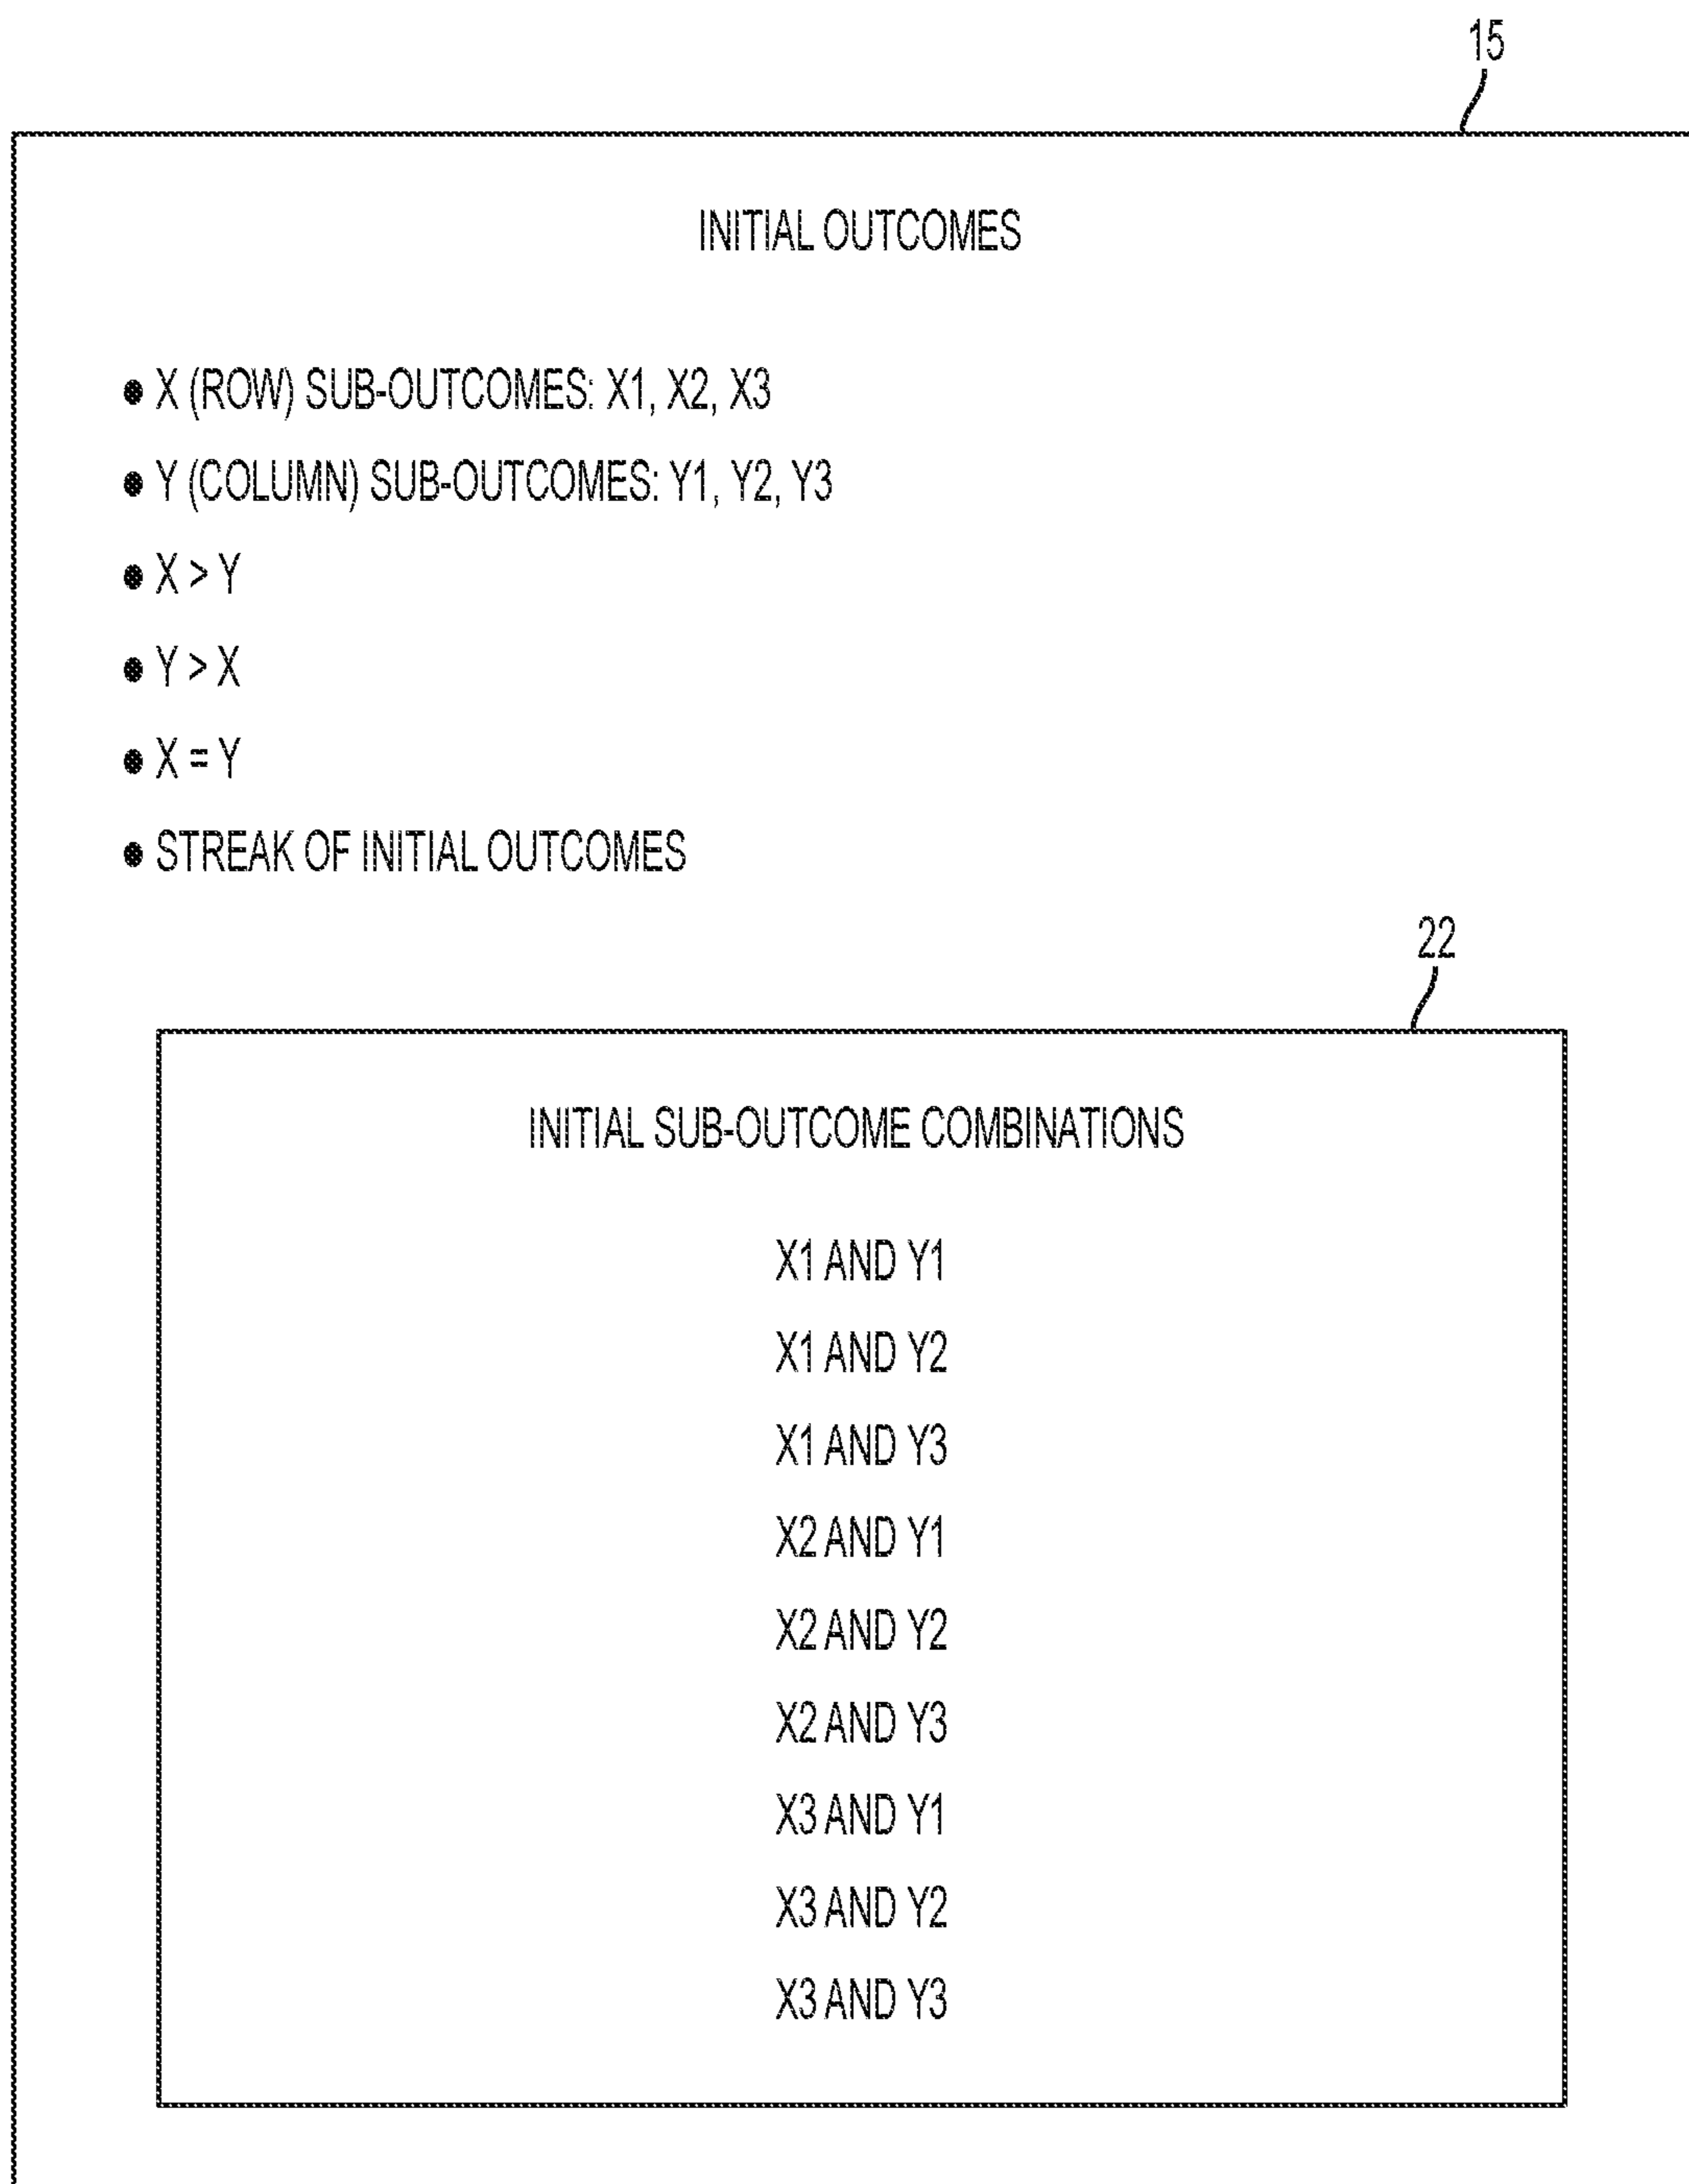 15
INITIAL OUTCOMES
● X (ROW) SUB-OUTCOMES: X1, X2, X3
● Y (COLUMN) SUB-OUTCOMES: Y1, Y2, Y3
● X > Y
● Y > X
● X = Y
● STREAK OF INITIAL OUTCOMES
22
INITIAL SUB-OUTCOME COMBINATIONS
X1 AND Y1
X1 AND Y2
X1 AND Y3
X2 AND Y1
X2 AND Y2
X2 AND Y3
X3 AND Y1
X3 AND Y2
X3 AND Y3